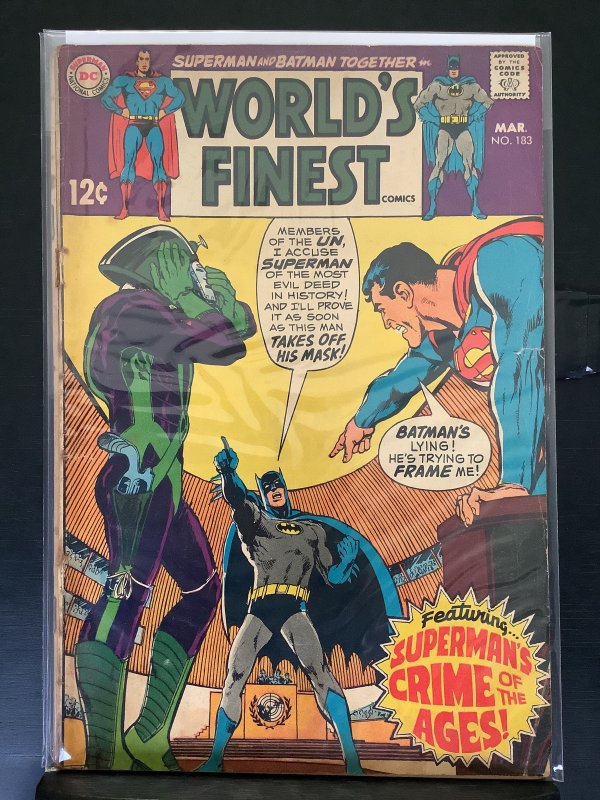 SUPERMAN AND BATMAN TOGETHER in
SUPERMAN
DC
NATIONAL COMICS
WORLD'S
FINEST
COMICS
APPROVED
BY THE
COMICS
CODE
AUTHORITY
MAR.
NO. 183
12¢
MEMBERS
OF THE UN,
I ACCUSE
SUPERMAN
OF THE MOST
EVIL DEED
IN HISTORY!
AND I'LL PROVE
IT AS SOON
AS THIS MAN
TAKES OFF
HIS MASK!
BATMAN'S
LYING!
HE'S TRYING TO
FRAME ME!
Featuring...
SUPERMAN'S
CRIME OF
THE
AGES!